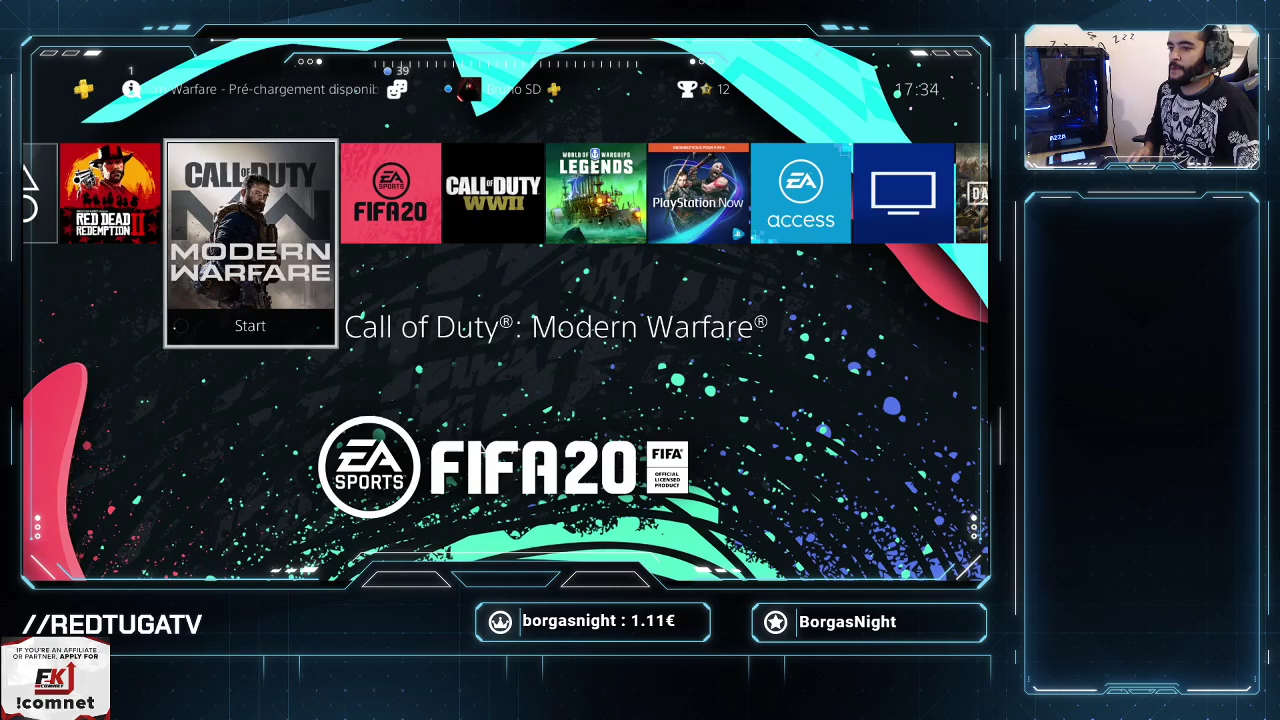 1
m Warfare - Pré-chargement disponib
39
Bruno SD
12
17:34
RED DEAD
REDEMPTION II
CALL OF DUTY
MW
MODERN
WARFARE
EA
SPORTS
FIFA20
CALL OF DUTY
WWII
WORLD OF WARSHIPS
LEGENDS
PlayStation Now
EA
access
Start
Call of Duty®: Modern Warfare®
EA
SPORTS
FIFA20
FIFA®
OFFICIAL
LICENSED
PRODUCT
AZZA
//REDTUGATV
borgasnight : 1.11€
BorgasNight
IF YOU'RE AN AFFILIATE
OR PARTNER, APPLY FOR
!comnet